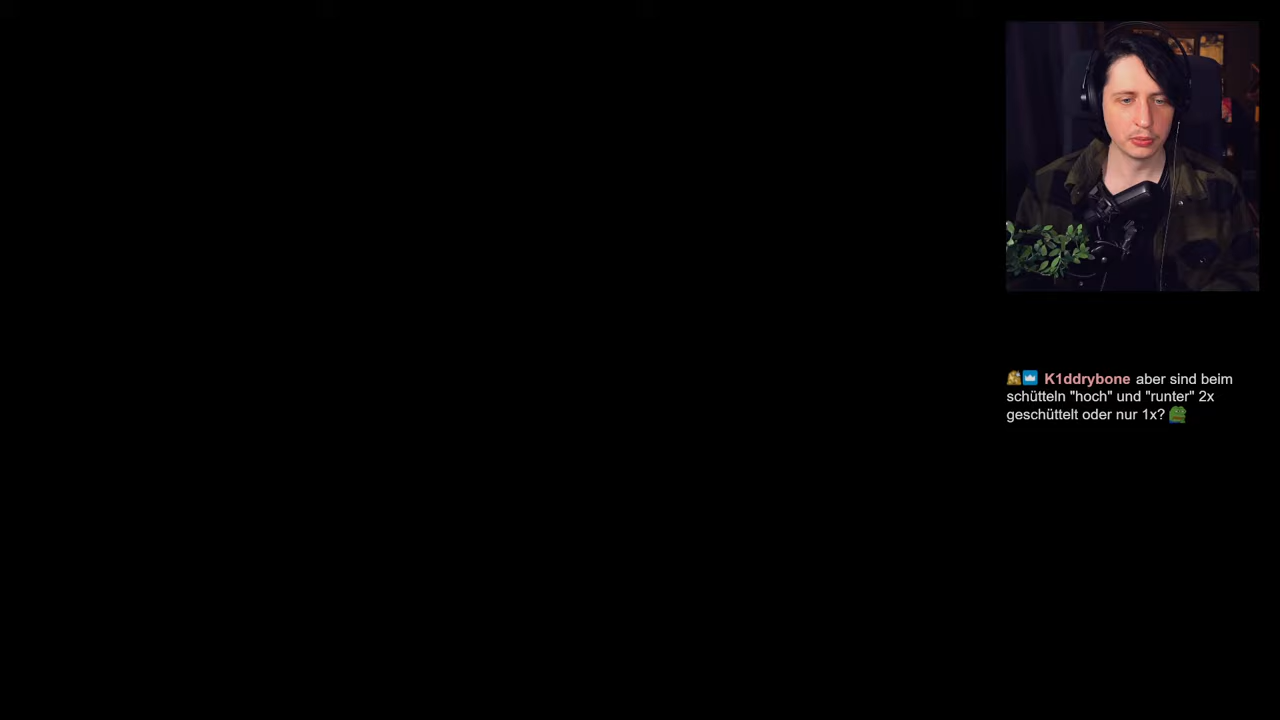 K1ddrybone aber sind beim
schütteln "hoch" und "runter" 2x
geschüttelt oder nur 1x?